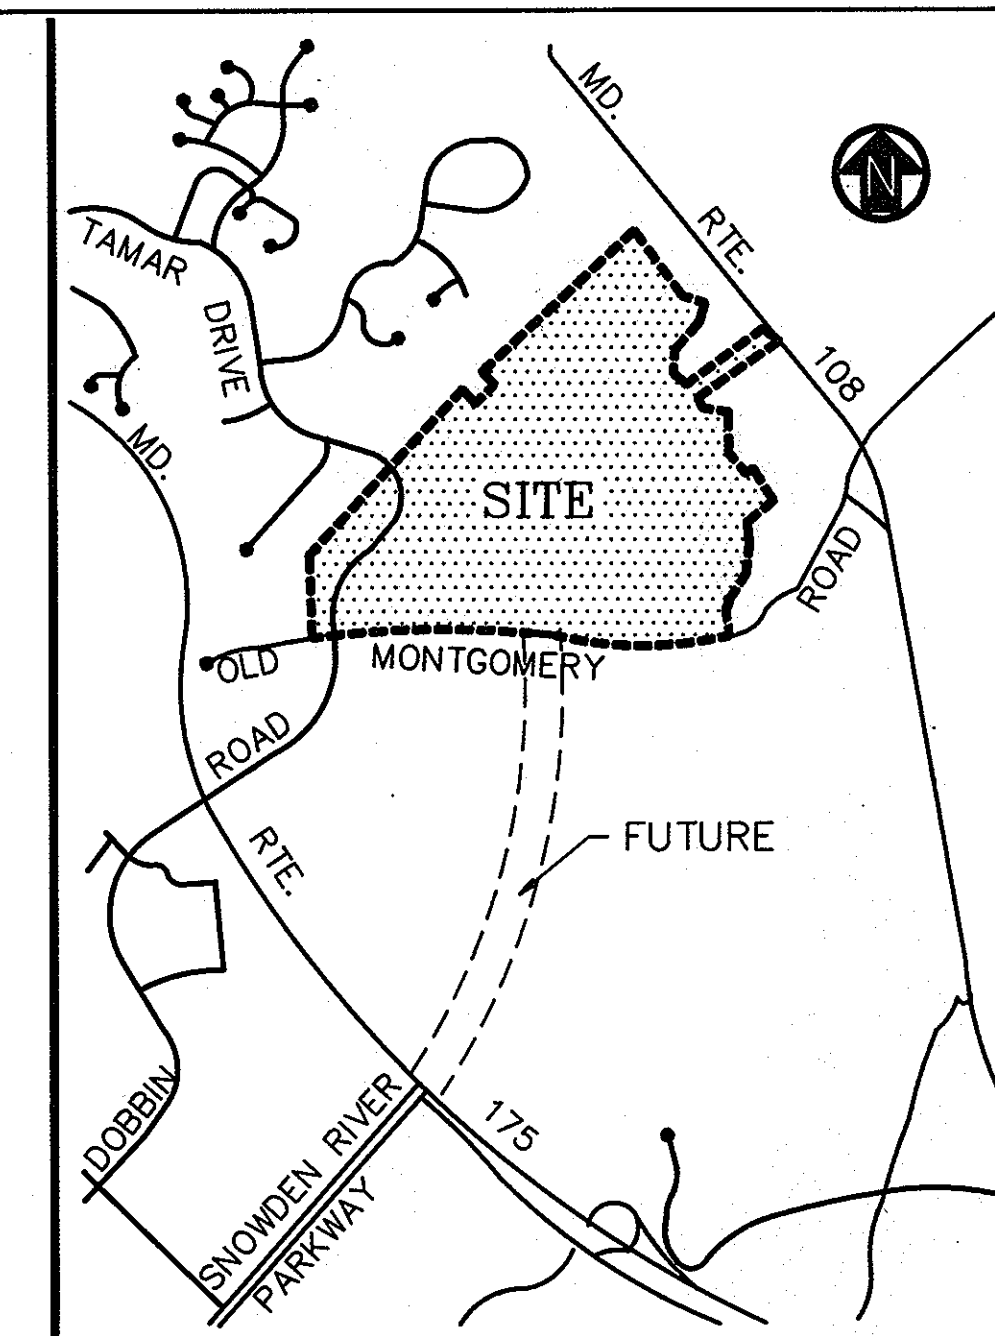 MD.
RTE.
108
N
TAMAR
DRIVE
MD.
SITE
ROAD
OLD
MONTGOMERY
ROAD
RTE.
FUTURE
DOBBIN
SNOWDEN RIVER
PARKWAY
175